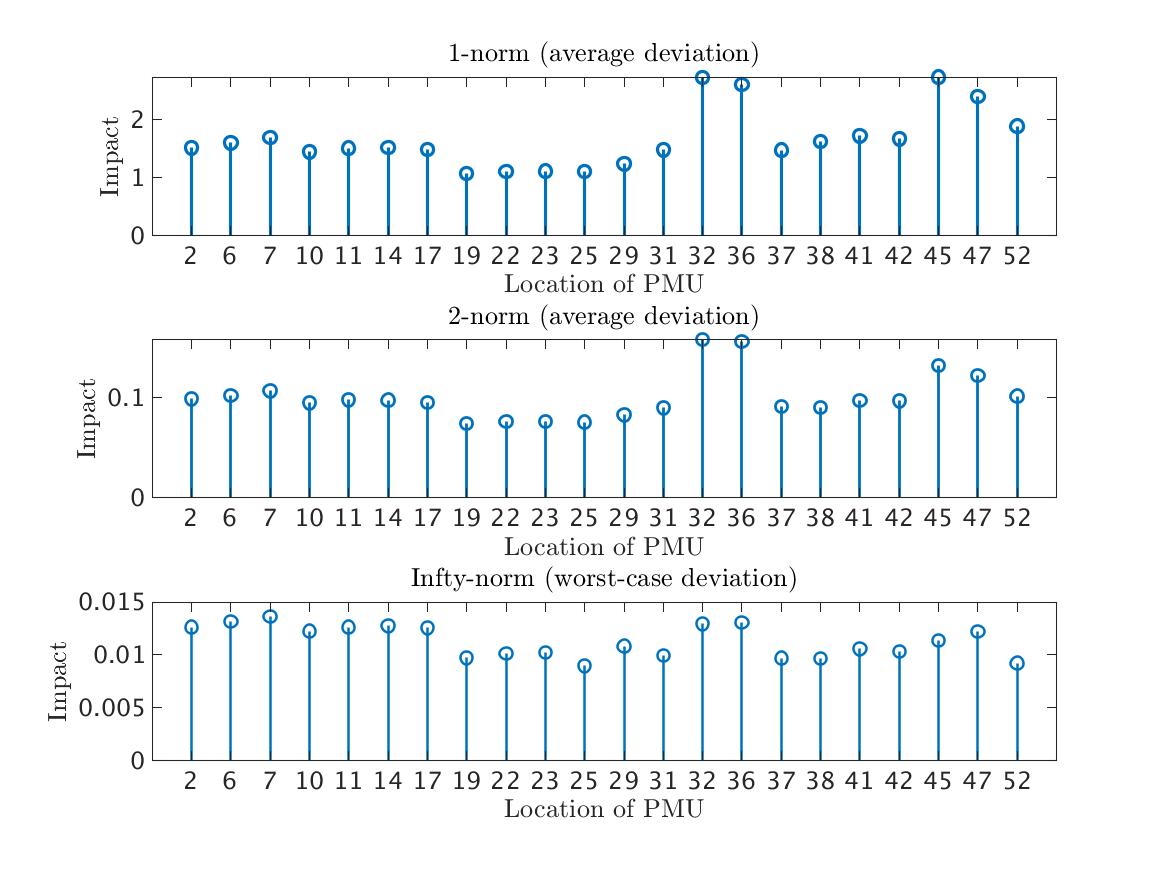 1-norm (average deviation)
Impact
2
1
0
2 6 7 10 11 14 17 19 22 23 25 29 31 32 36 37 38 41 42 45 47 52
Location of PMU
2-norm (average deviation)
Impact
0.1
0
2 6 7 10 11 14 17 19 22 23 25 29 31 32 36 37 38 41 42 45 47 52
Location of PMU
Infty-norm (worst-case deviation)
Impact
0.015
0.01
0.005
0
2 6 7 10 11 14 17 19 22 23 25 29 31 32 36 37 38 41 42 45 47 52
Location of PMU